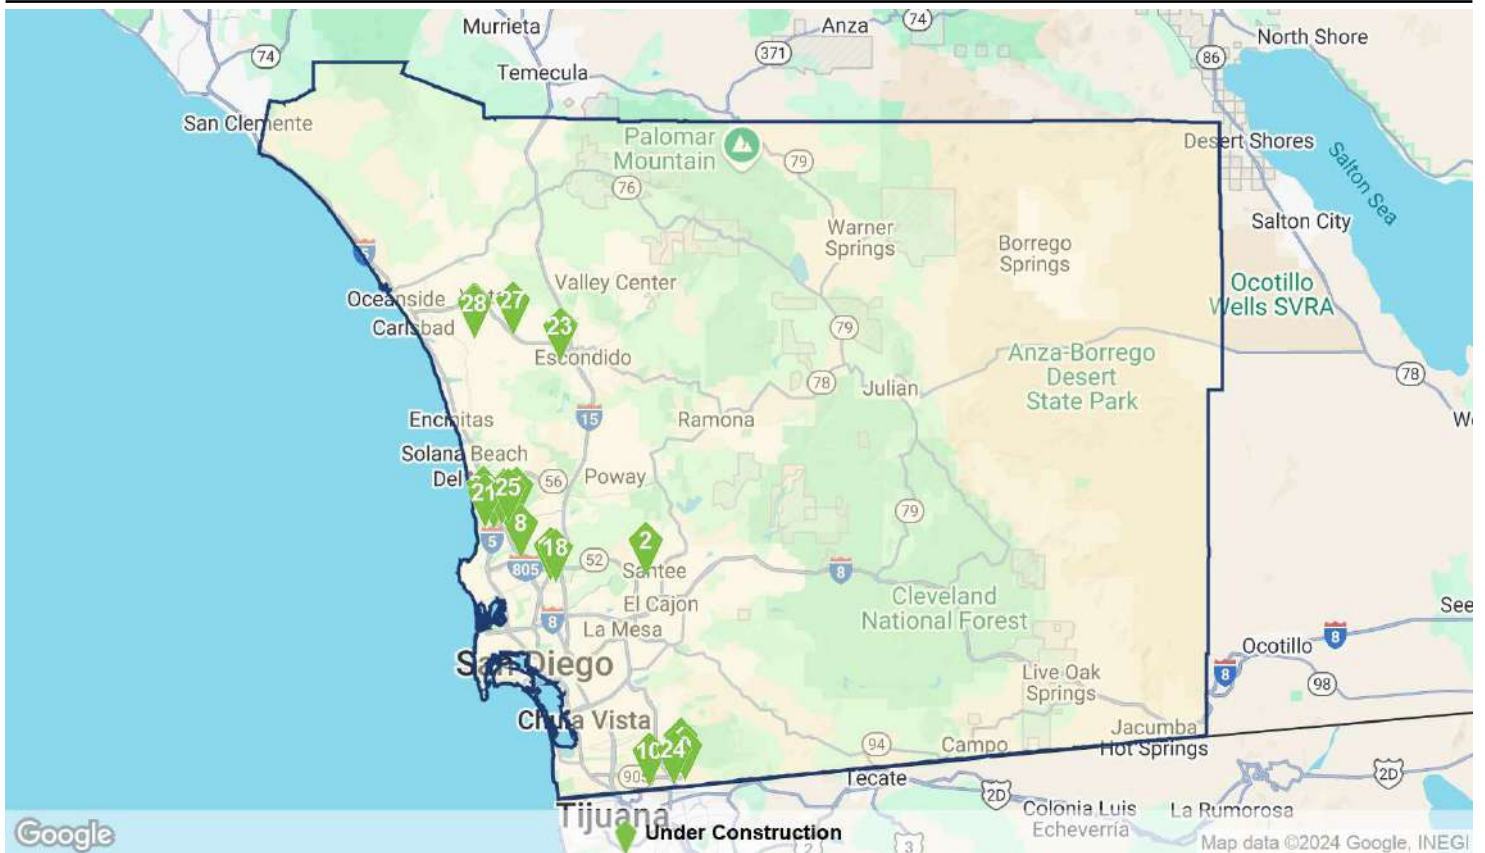 Murrieta
Anza
74
North Shore
74
371
86
Temecula
San Clemente
Palomar
Mountain
79
Desert Shores
Salton Sea
76
Warner
Springs
Borrego
Springs
Salton City
5
Valley Center
Ocotillo
Wells SVRA
Oceanside
28
27
Carlsbad
23
79
Escondido
Anza-Borrego
Desert
State Park
78
Julian
78
Encinitas
15
Ramona
Solana Beach
Del
21
25
56
Poway
8
79
5
18
2
52
805
Santee
8
El Cajon
Cleveland
National Forest
See
8
La Mesa
8
Ocotillo
San Diego
Live Oak
Springs
8
98
Chula Vista
Jacumba
Hot Springs
10
24
94
Campo
905
Tecate
2D
2D
Tijuana
Colonia Luis
Echeverría
La Rumorosa
Google
Under Construction
2
3
Map data ©2024 Google, INEGI